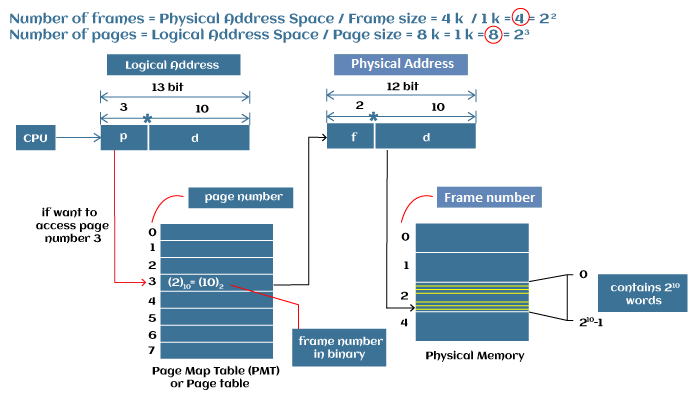 Number of frames = Physical Address Space / Frame size = 4 k / 1 k = 4 = 2²
Number of pages = Logical Address Space / Page size = 8 k = 1 k = 8 = 2³
Logical Address
Physical Address
13 bit
12 bit
3
10
2
10
*
*
CPU
p
d
f
d
page number
Frame number
if want to
access page
number 3
0
1
2
3
4
5
6
7
(2)₁₀= (10)₂
0
1
2
4
0
2¹⁰-1
contains 2¹⁰
words
frame number
in binary
Physical Memory
Page Map Table (PMT)
or Page table